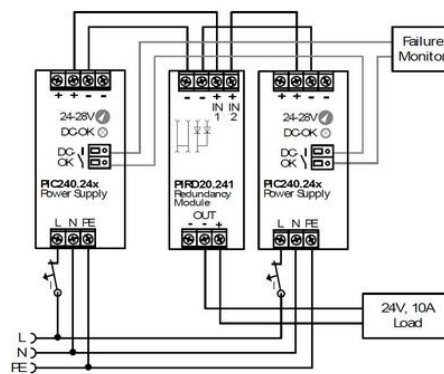 Failure
Monitor
+ + - -
- - + +
+ + - -
IN IN
1 2
24-28V
DC-OK
24-28V
DC-OK
DC-
OK
DC-
OK
PIC240.24x
Power Supply
PIRD20.241
Redundancy
Module
PIC240.24x
Power Supply
OUT
- - +
L N PE
L N PE
I
I
24V, 10A
Load
L
N
PE